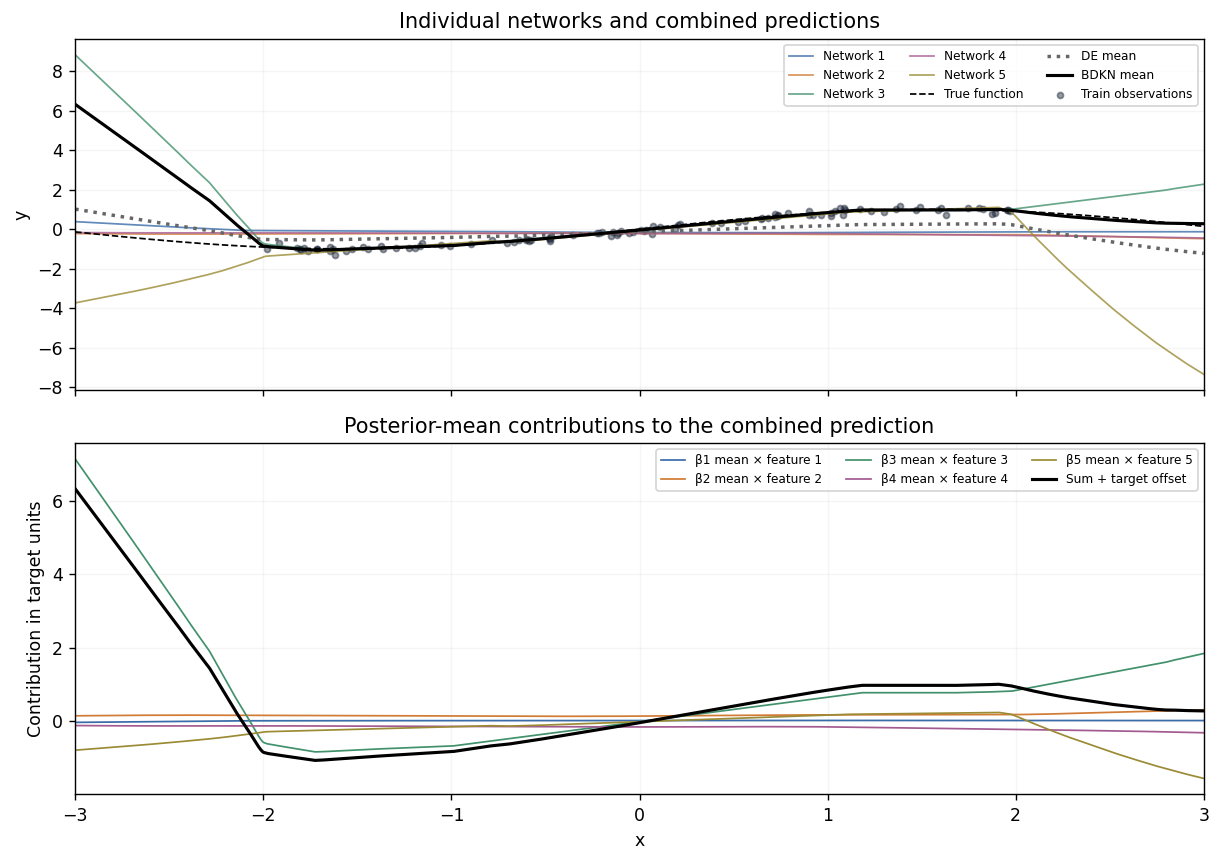 Individual networks and combined predictions
Network 1
Network 2
Network 3
Network 4
Network 5
True function
DE mean
BDKN mean
Train observations
8
6
4
2
0
−2
−4
−6
−8
y
Posterior-mean contributions to the combined prediction
β1 mean × feature 1
β2 mean × feature 2
β3 mean × feature 3
β4 mean × feature 4
β5 mean × feature 5
Sum + target offset
6
4
2
0
Contribution in target units
−3
−2
−1
0
1
2
3
x